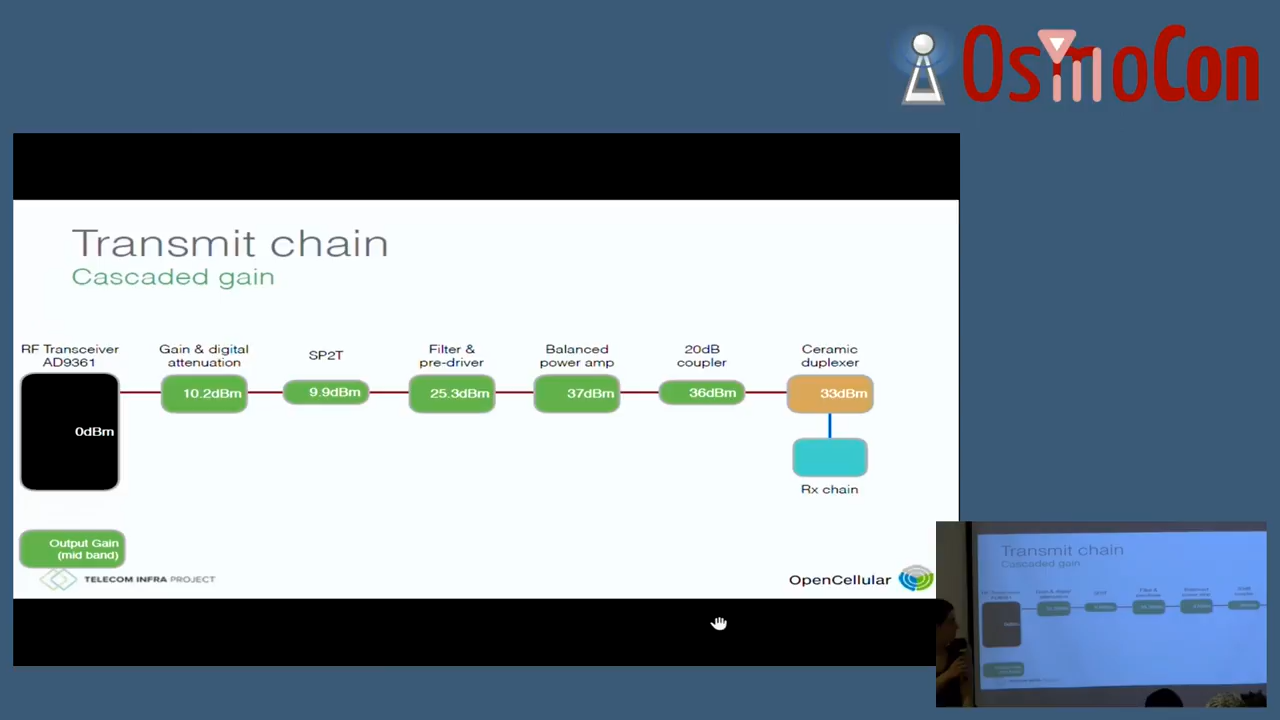 OsmoCon
Transmit chain
Cascaded gain
RF Transceiver
AD9361
Gain & digital
attenuation
SP2T
Filter &
pre-driver
Balanced
power amp
20dB
coupler
Ceramic
duplexer
0dBm
10.2dBm
9.9dBm
25.3dBm
37dBm
36dBm
33dBm
Rx chain
Output Gain
(mid band)
TELECOM INFRA PROJECT
OpenCellular
Transmit chain
Cascaded gain